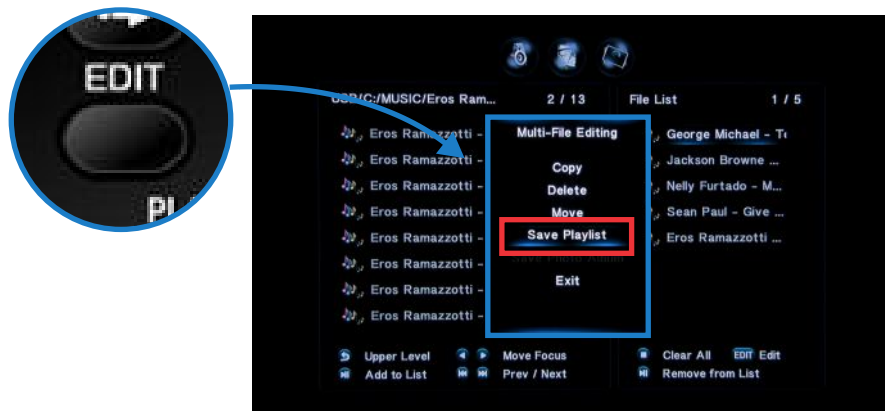 EDIT
PL
USB/C:/MUSIC/Eros Ram... 2 / 13 File List 1 / 5
Eros Ramazzotti -
Eros Ramazzotti -
Eros Ramazzotti -
Eros Ramazzotti -
Eros Ramazzotti -
Eros Ramazzotti -
Eros Ramazzotti -
Eros Ramazzotti -
Multi-File Editing
Copy
Delete
Move
Save Playlist
Exit
George Michael -
Jackson Browne ...
Nelly Furtado - M...
Sean Paul - Give ...
Eros Ramazzotti ...
Upper Level Move Focus Clear All EDIT Edit
Add to List Prev / Next Remove from List